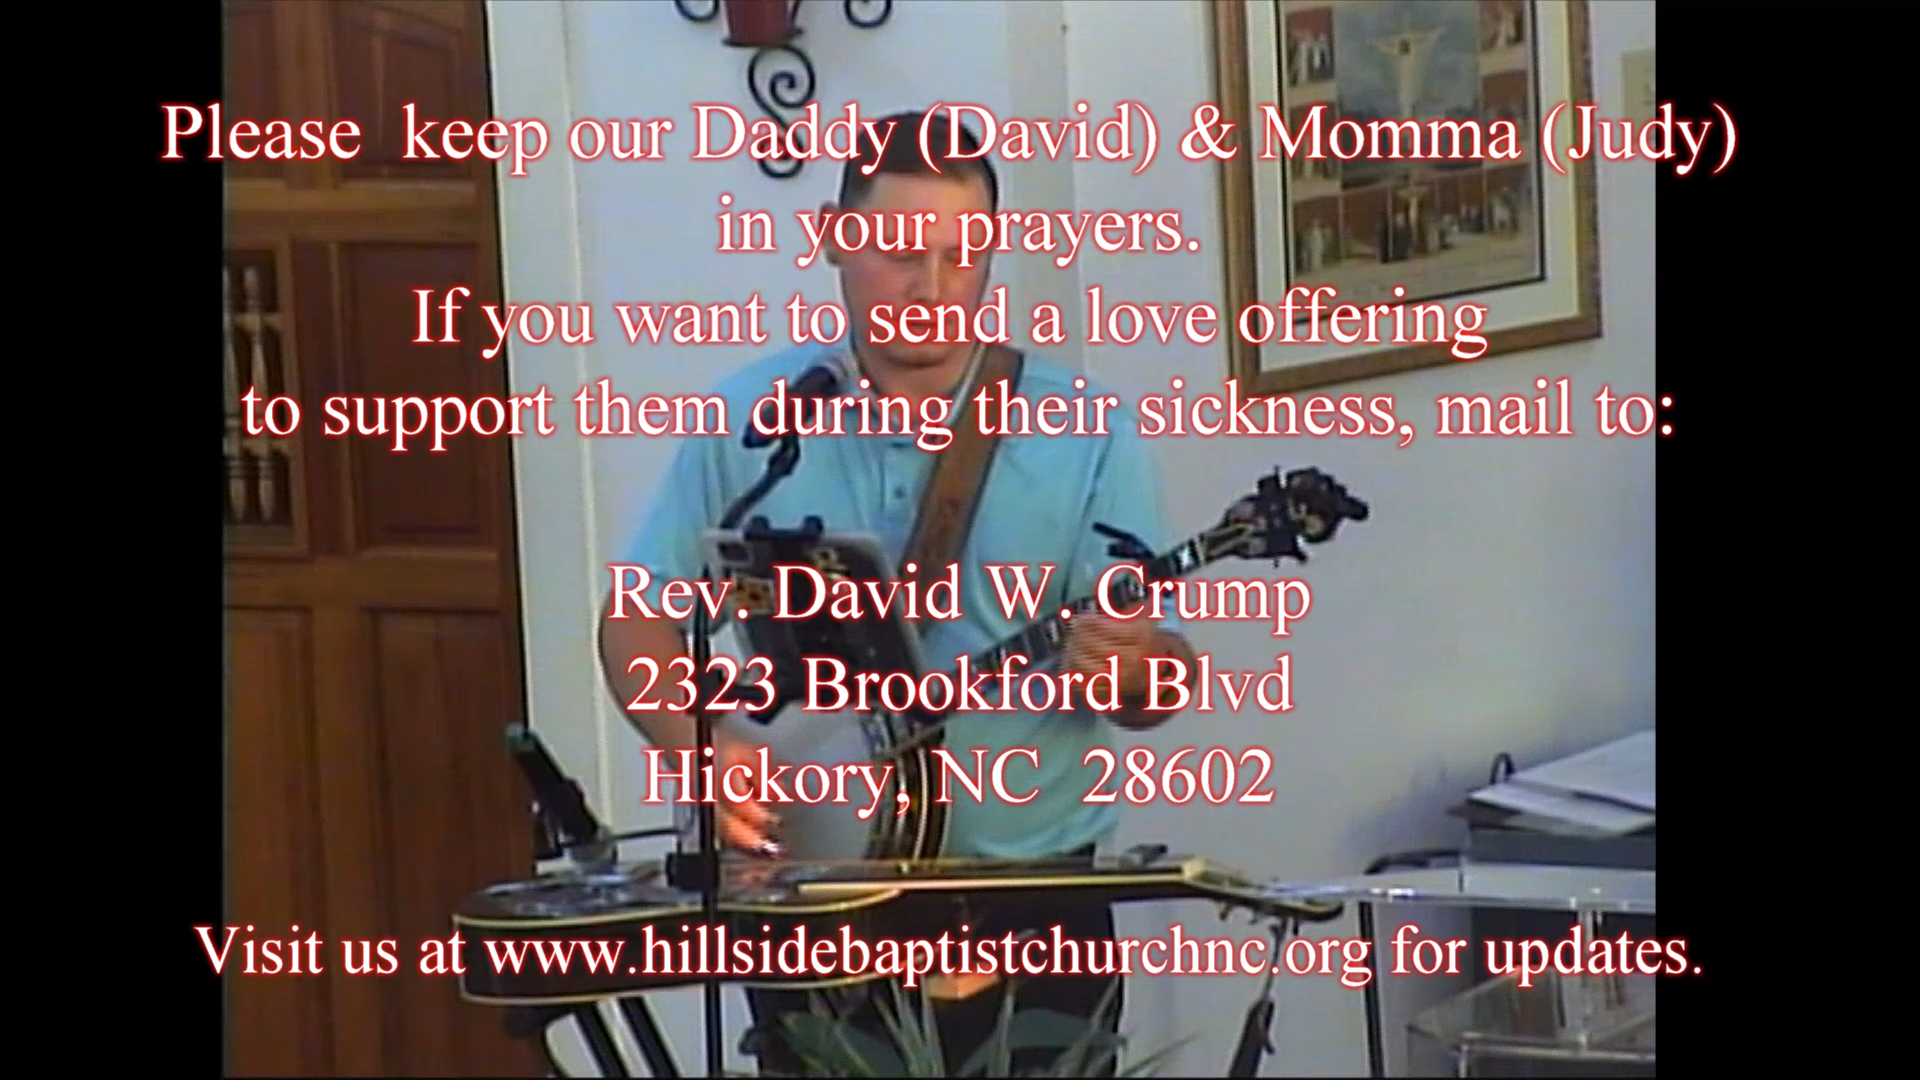 Please  keep our Daddy (David) & Momma (Judy)
in your prayers.
If you want to send a love offering
to support them during their sickness, mail to:
Rev. David W. Crump
2323 Brookford Blvd
Hickory, NC  28602
Visit us at www.hillsidebaptistchurchnc.org for updates.